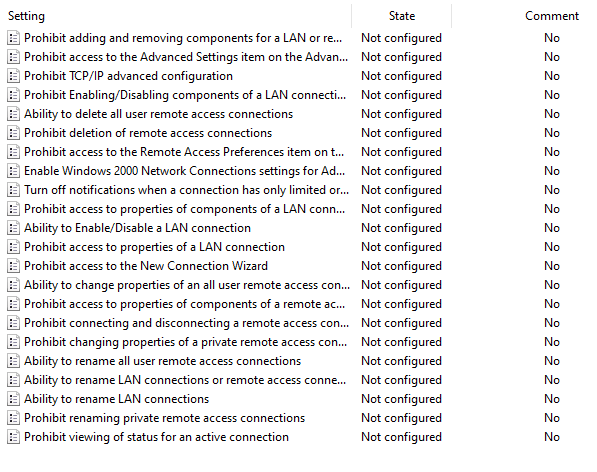 Setting State Comment
Prohibit adding and removing components for a LAN or re... Not configured No
Prohibit access to the Advanced Settings item on the Advan... Not configured No
Prohibit TCP/IP advanced configuration Not configured No
Prohibit Enabling/Disabling components of a LAN connecti... Not configured No
Ability to delete all user remote access connections Not configured No
Prohibit deletion of remote access connections Not configured No
Prohibit access to the Remote Access Preferences item on t... Not configured No
Enable Windows 2000 Network Connections settings for Ad... Not configured No
Turn off notifications when a connection has only limited or... Not configured No
Prohibit access to properties of components of a LAN conn... Not configured No
Ability to Enable/Disable a LAN connection Not configured No
Prohibit access to properties of a LAN connection Not configured No
Prohibit access to the New Connection Wizard Not configured No
Ability to change properties of an all user remote access con... Not configured No
Prohibit access to properties of components of a remote ac... Not configured No
Prohibit connecting and disconnecting a remote access con... Not configured No
Prohibit changing properties of a private remote access con... Not configured No
Ability to rename all user remote access connections Not configured No
Ability to rename LAN connections or remote access conne... Not configured No
Ability to rename LAN connections Not configured No
Prohibit renaming private remote access connections Not configured No
Prohibit viewing of status for an active connection Not configured No